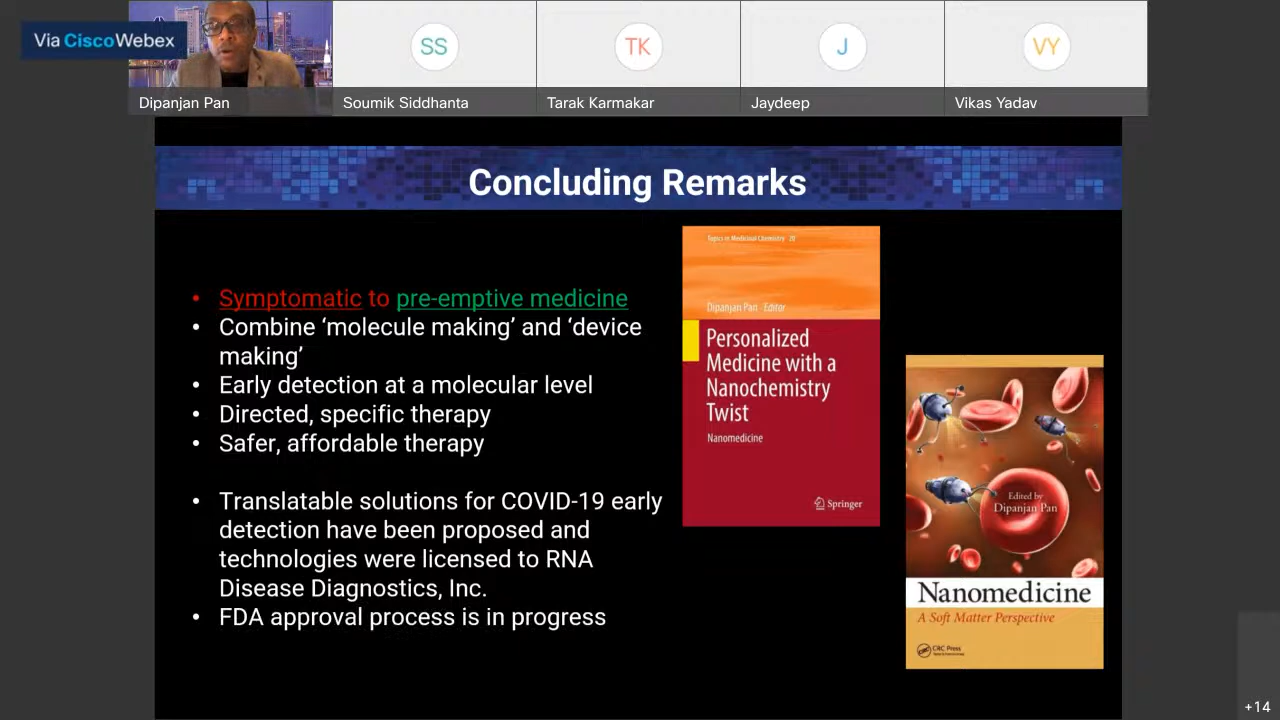 Via Cisco Webex
SS
TK
J
VY
Dipanjan Pan
Soumik Siddhanta
Tarak Karmakar
Jaydeep
Vikas Yadav
Concluding Remarks
• Symptomatic to pre-emptive medicine
• Combine ‘molecule making’ and ‘device
making’
• Early detection at a molecular level
• Directed, specific therapy
• Safer, affordable therapy
• Translatable solutions for COVID-19 early
detection have been proposed and
technologies were licensed to RNA
Disease Diagnostics, Inc.
• FDA approval process is in progress
Topics in Medicinal Chemistry 20
Dipanjan Pan Editor
Personalized
Medicine with a
Nanochemistry
Twist
Nanomedicine
Springer
Edited by
Dipanjan Pan
Nanomedicine
A Soft Matter Perspective
CRC Press
+14